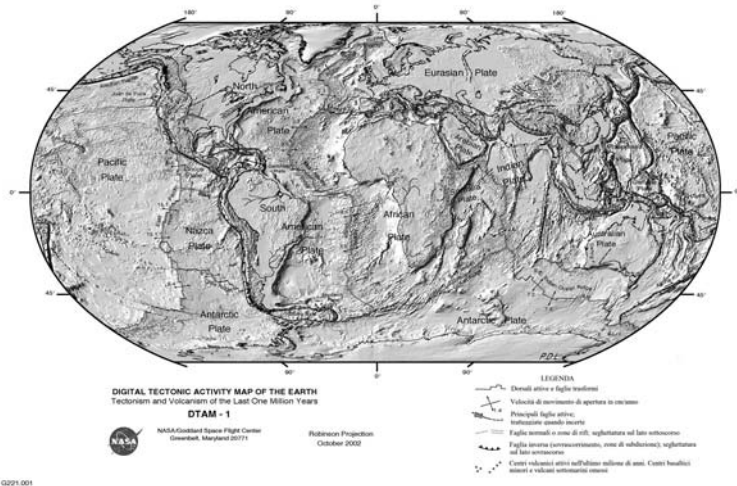 180°
90°
0°
90°
180°
45°
45°
North
American
Plate
Eurasian Plate
Juan de Fuca
Plate
Pacific
Plate
Pacific
Plate
Indian
Plate
0°
South
American
Plate
African
Plate
Nazca
Plate
Australian
Plate
45°
45°
Antarctic
Plate
Antarctic Plate
90°
0°
90°
LEGENDA
Dorsali attive e faglie trasformi
Velocità di movimento di apertura in cm/anno
Principali faglie attive;
tratteggiate quando incerte
Faglie normali o zone di rift; seghettatura sul lato sottoscorso
Faglia inversa (sovrascorrimento, zone di subduzione); seghettatura
sul lato sovrascorso
Centri vulcanici attivi nell'ultimo milione di anni. Centri basaltici
minori e vulcani sottomarini omessi
DIGITAL TECTONIC ACTIVITY MAP OF THE EARTH
Tectonism and Volcanism of the Last One Million Years
DTAM - 1
NASA
NASA/Goddard Space Flight Center
Greenbelt, Maryland 20771
Robinson Projection
October 2002
G221.001